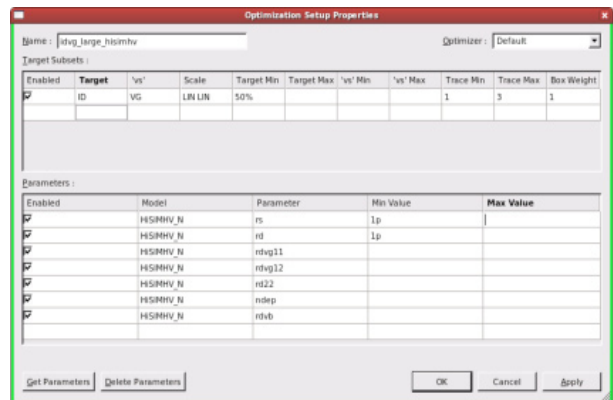 Optimization Setup Properties
Name : idvg_large_hisimhv Optimizer : Default
Target Subsets :
Enabled Target 'vs' Scale Target Min Target Max 'vs' Min 'vs' Max Trace Min Trace Max Box Weight
ID VG LIN LIN 50% 1 3 1
Parameters :
Enabled Model Parameter Min Value Max Value
HiSIMHV_N rs 1p
HiSIMHV_N rd 1p
HiSIMHV_N rdvg11
HiSIMHV_N rdvg12
HiSIMHV_N rd22
HiSIMHV_N ndep
HiSIMHV_N rdvb
Get Parameters Delete Parameters OK Cancel Apply